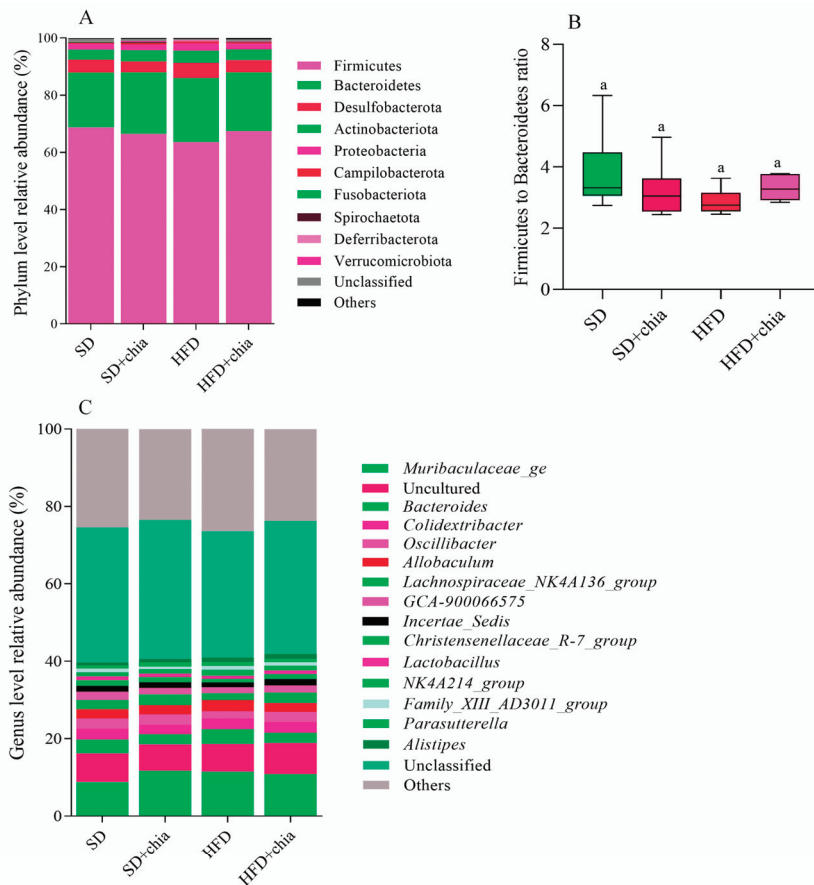 A
Phylum level relative abundance (%)
100
80
60
40
20
0
SD
SD+chia
HFD
HFD+chia
Firmicutes
Bacteroidetes
Desulfobacterota
Actinobacteriota
Proteobacteria
Campilobacterota
Fusobacteriota
Spirochaetota
Deferribacterota
Verrucomicrobiota
Unclassified
Others
B
Firmicutes to Bacteroidetes ratio
8
6
4
2
0
a
a
a
a
SD
SD+chia
HFD
HFD+chia
C
Genus level relative abundance (%)
100
80
60
40
20
0
SD
SD+chia
HFD
HFD+chia
Muribaculaceae_ge
Uncultured
Bacteroides
Colidextribacter
Oscillibacter
Allobaculum
Lachnospiraceae_NK4A136_group
GCA-900066575
Incertae_Sedis
Christensenellaceae_R-7_group
Lactobacillus
NK4A214_group
Family_XIII_AD3011_group
Parasutterella
Alistipes
Unclassified
Others